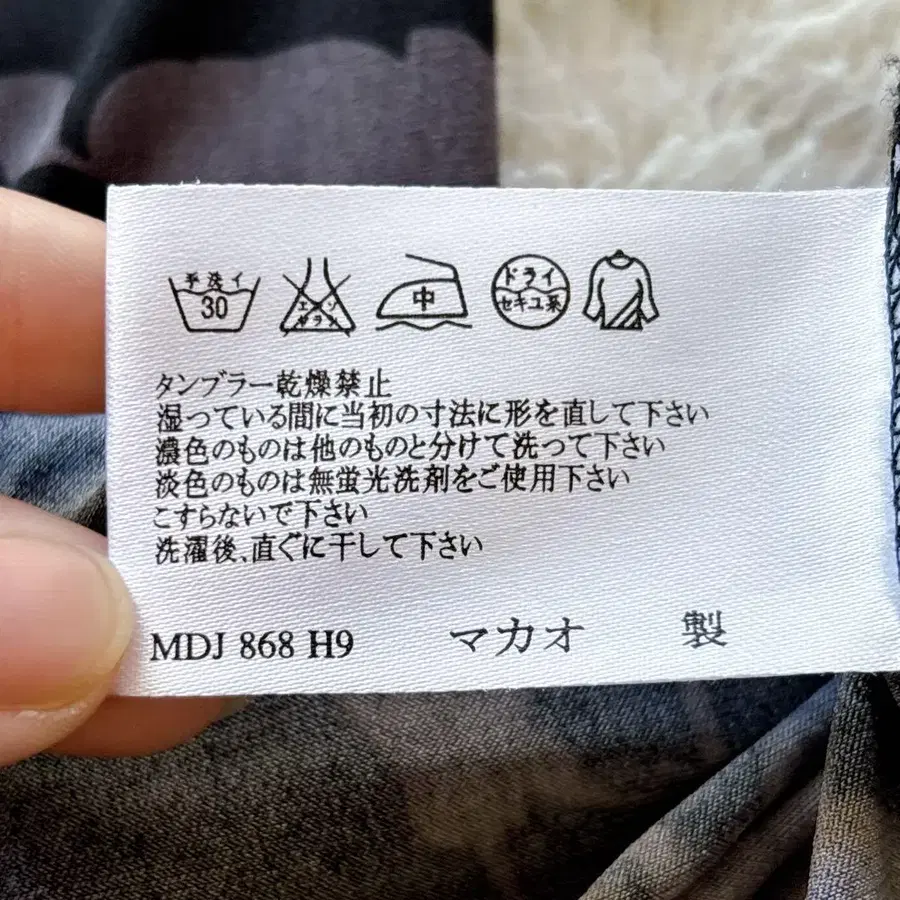 手洗イ
30
エンソ
サラシ
中
ドライ
セキユ系
タンブラー乾燥禁止
湿っている間に当初の寸法に形を直して下さい
濃色のものは他のものと分けて洗って下さい
淡色のものは無蛍光洗剤をご使用下さい
こすらないで下さい
洗濯後、直ぐに干して下さい
MDJ 868 H9 マカオ 製